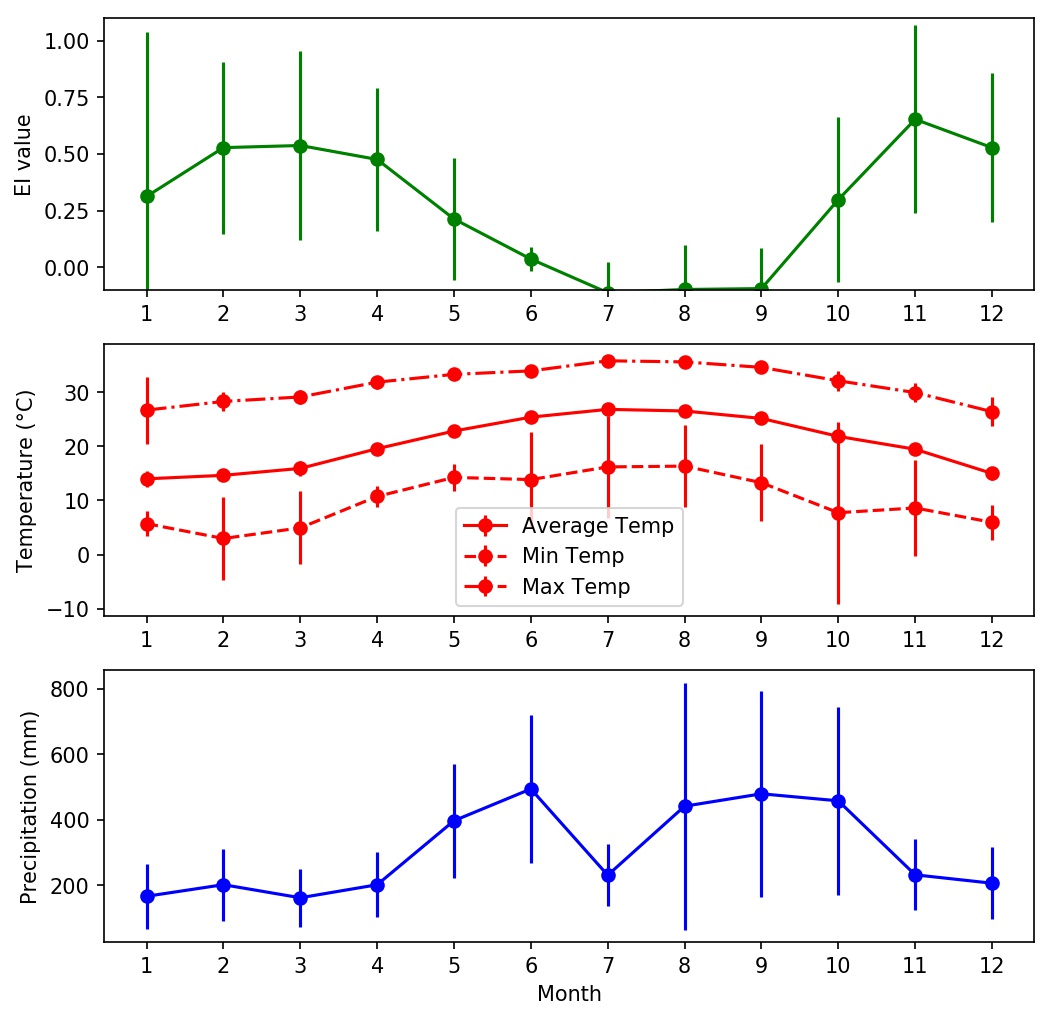 EI value
1.00
0.75
0.50
0.25
0.00
1 2 3 4 5 6 7 8 9 10 11 12
Temperature (°C)
30
20
10
0
−10
Average Temp
Min Temp
Max Temp
1 2 3 4 5 6 7 8 9 10 11 12
Precipitation (mm)
800
600
400
200
1 2 3 4 5 6 7 8 9 10 11 12
Month